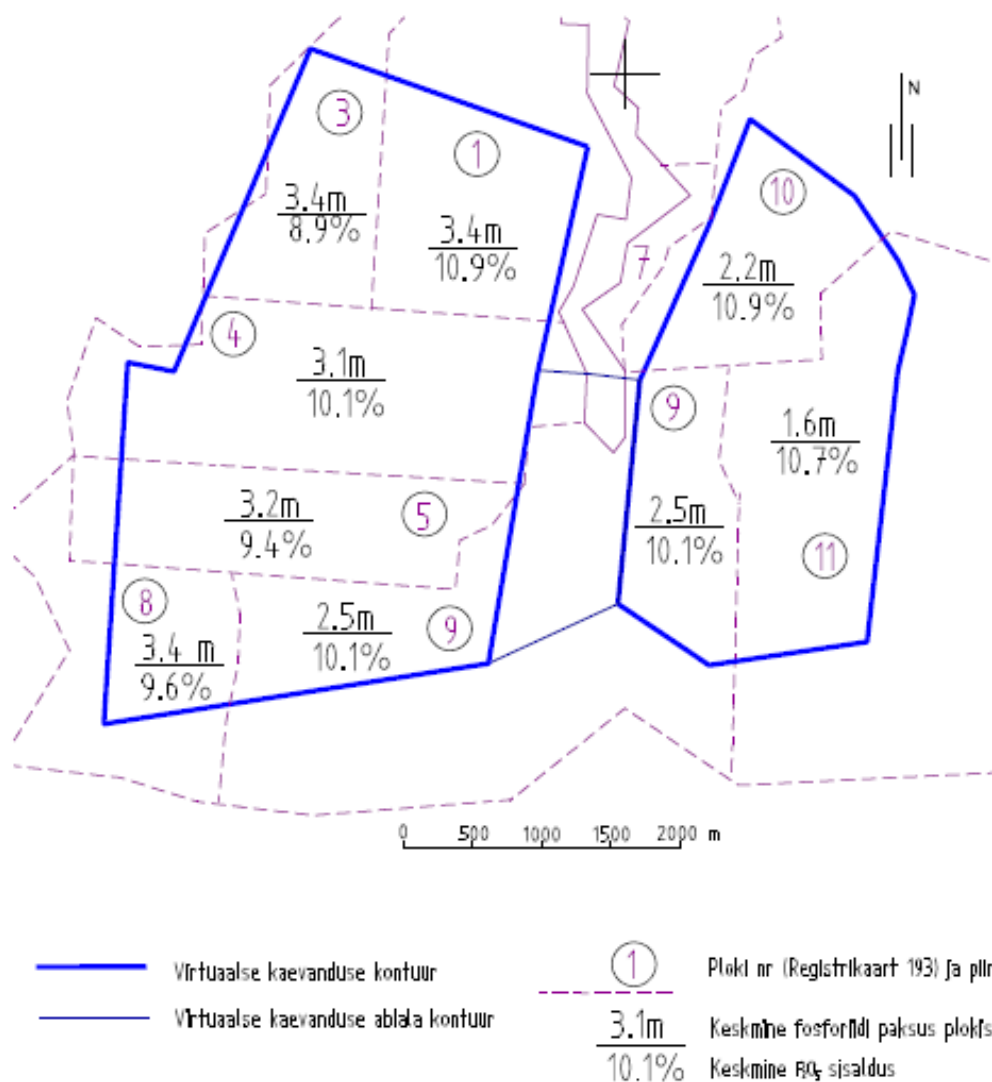 N
3
1
3.4m
8.9%
3.4m
10.9%
10
7
2.2m
10.9%
4
3.1m
10.1%
9
1.6m
10.7%
3.2m
9.4%
5
2.5m
10.1%
11
8
3.4 m
9.6%
2.5m
10.1%
9
0 500 1000 1500 2000 m
Virtuaalse kaevanduse kontuur
1 Ploki nr (Registrikaart 193) ja piir
Virtuaalse kaevanduse abiala kontuur
3.1m Keskmine fosforiidi paksus plokis
10.1% Keskmine P₂O₅ sisaldus